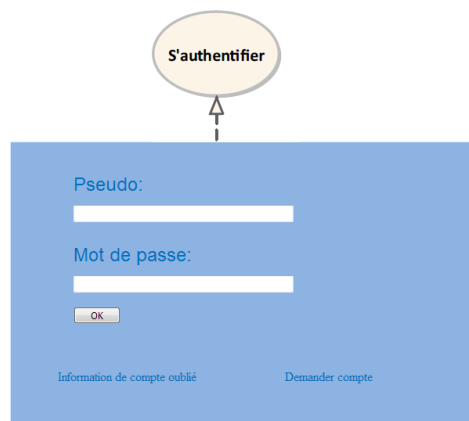 S'authentifier
Pseudo:
Mot de passe:
OK
Information de compte oublié
Demander compte